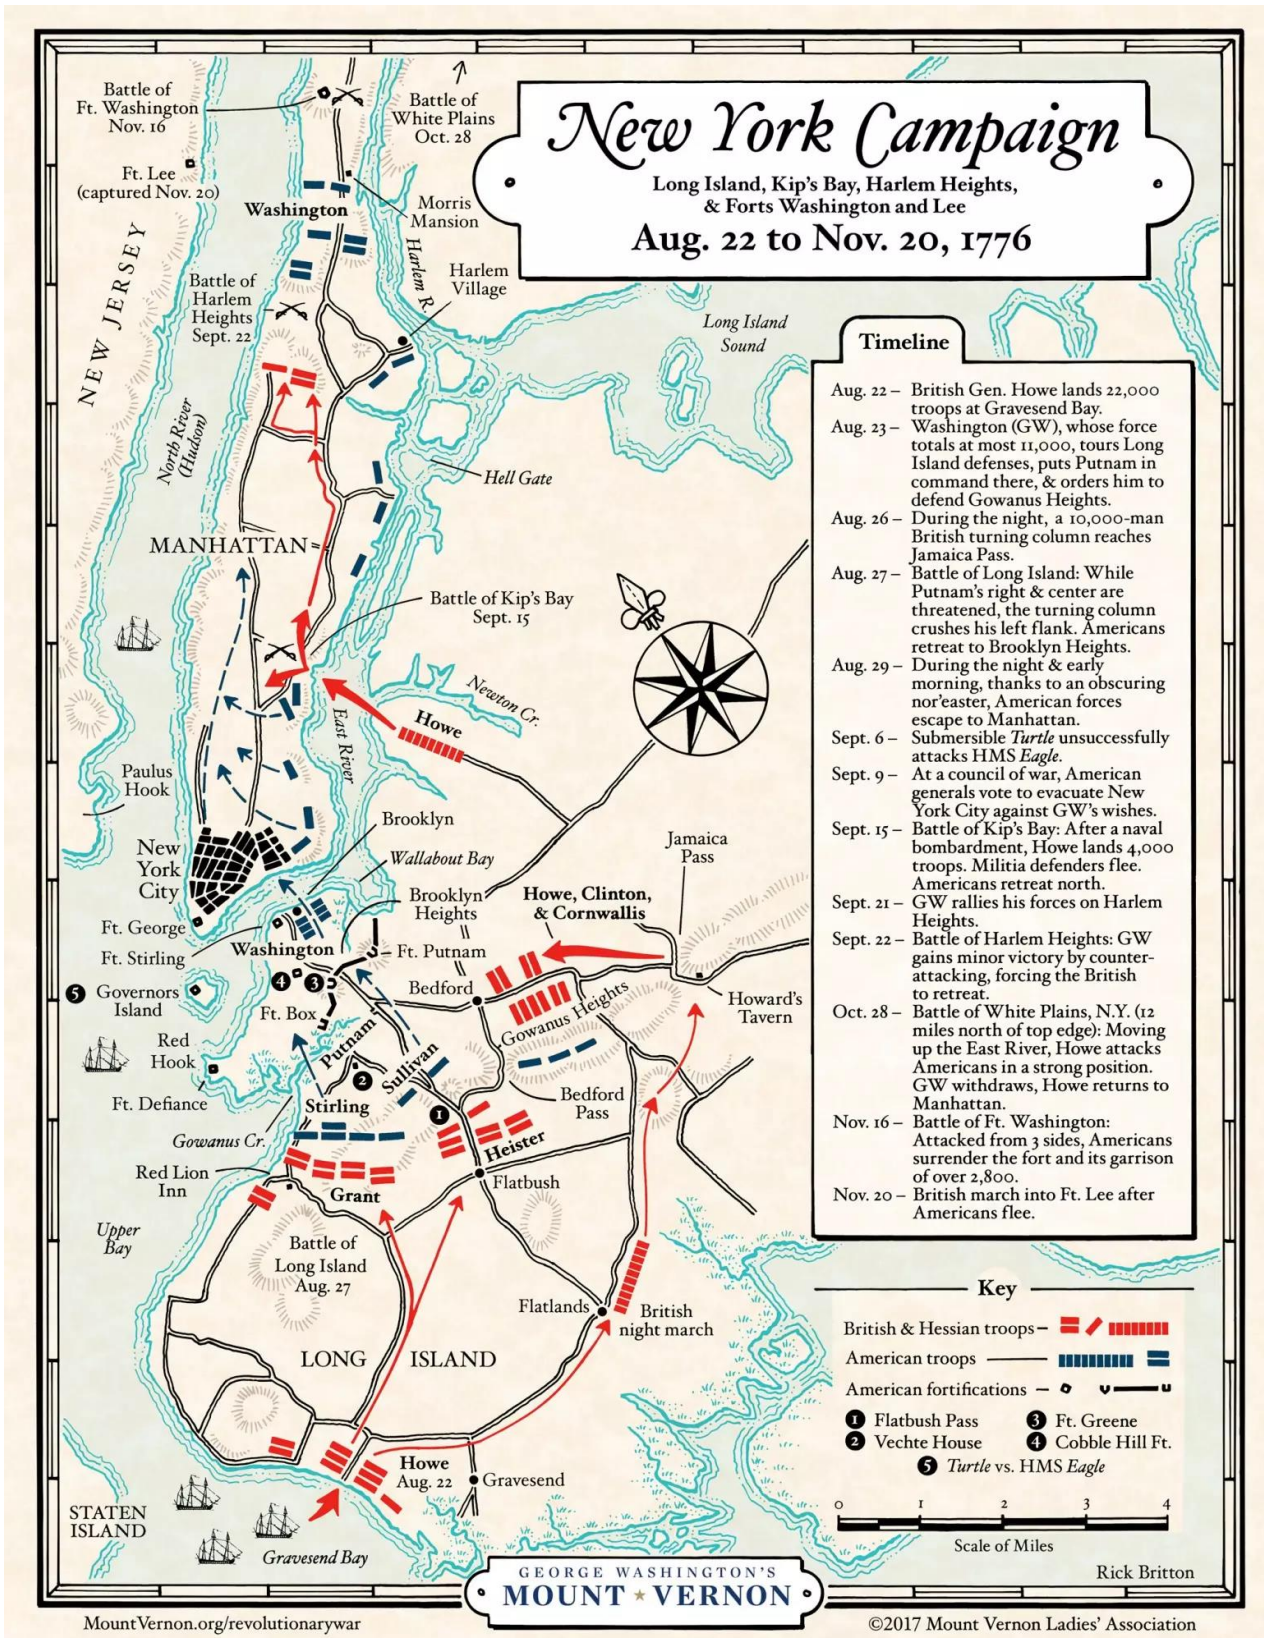 New York Campaign
Long Island, Kip's Bay, Harlem Heights,
& Forts Washington and Lee
Aug. 22 to Nov. 20, 1776
Battle of
Ft. Washington
Nov. 16
Ft. Lee
(captured Nov. 20)
Battle of
White Plains
Oct. 28
Washington
Morris
Mansion
NEW JERSEY
Harlem R.
Harlem
Village
Battle of
Harlem
Heights
Sept. 22
Long Island
Sound
North River
(Hudson)
Hell Gate
MANHATTAN
Battle of Kip's Bay
Sept. 15
Newton Cr.
Howe
East River
Paulus
Hook
Brooklyn
New
York
City
Wallabout Bay
Jamaica
Pass
Brooklyn
Heights
Howe, Clinton,
& Cornwallis
Ft. George
Ft. Stirling
Washington
Ft. Putnam
4
3
5
Governors
Island
Bedford
Howard's
Tavern
Ft. Box
Gowanus Heights
Red
Hook
Putnam
Sullivan
2
Ft. Defiance
Stirling
1
Bedford
Pass
Gowanus Cr.
Heister
Red Lion
Inn
Grant
Flatbush
Upper
Bay
Battle of
Long Island
Aug. 27
Flatlands
British
night march
LONG ISLAND
Howe
Aug. 22
Gravesend
STATEN
ISLAND
Gravesend Bay
Timeline
Aug. 22 – British Gen. Howe lands 22,000
troops at Gravesend Bay.
Aug. 23 – Washington (GW), whose force
totals at most 11,000, tours Long
Island defenses, puts Putnam in
command there, & orders him to
defend Gowanus Heights.
Aug. 26 – During the night, a 10,000-man
British turning column reaches
Jamaica Pass.
Aug. 27 – Battle of Long Island: While
Putnam's right & center are
threatened, the turning column
crushes his left flank. Americans
retreat to Brooklyn Heights.
Aug. 29 – During the night & early
morning, thanks to an obscuring
nor'easter, American forces
escape to Manhattan.
Sept. 6 – Submersible Turtle unsuccessfully
attacks HMS Eagle.
Sept. 9 – At a council of war, American
generals vote to evacuate New
York City against GW's wishes.
Sept. 15 – Battle of Kip's Bay: After a naval
bombardment, Howe lands 4,000
troops. Militia defenders flee.
Americans retreat north.
Sept. 21 – GW rallies his forces on Harlem
Heights.
Sept. 22 – Battle of Harlem Heights: GW
gains minor victory by counter-
attacking, forcing the British
to retreat.
Oct. 28 – Battle of White Plains, N.Y. (12
miles north of top edge): Moving
up the East River, Howe attacks
Americans in a strong position.
GW withdraws, Howe returns to
Manhattan.
Nov. 16 – Battle of Ft. Washington:
Attacked from 3 sides, Americans
surrender the fort and its garrison
of over 2,800.
Nov. 20 – British march into Ft. Lee after
Americans flee.
Key
British & Hessian troops
American troops
American fortifications
1 Flatbush Pass
3 Ft. Greene
2 Vechte House
4 Cobble Hill Ft.
5 Turtle vs. HMS Eagle
0 1 2 3 4
Scale of Miles
Rick Britton
GEORGE WASHINGTON'S
MOUNT VERNON
MountVernon.org/revolutionarywar
©2017 Mount Vernon Ladies' Association